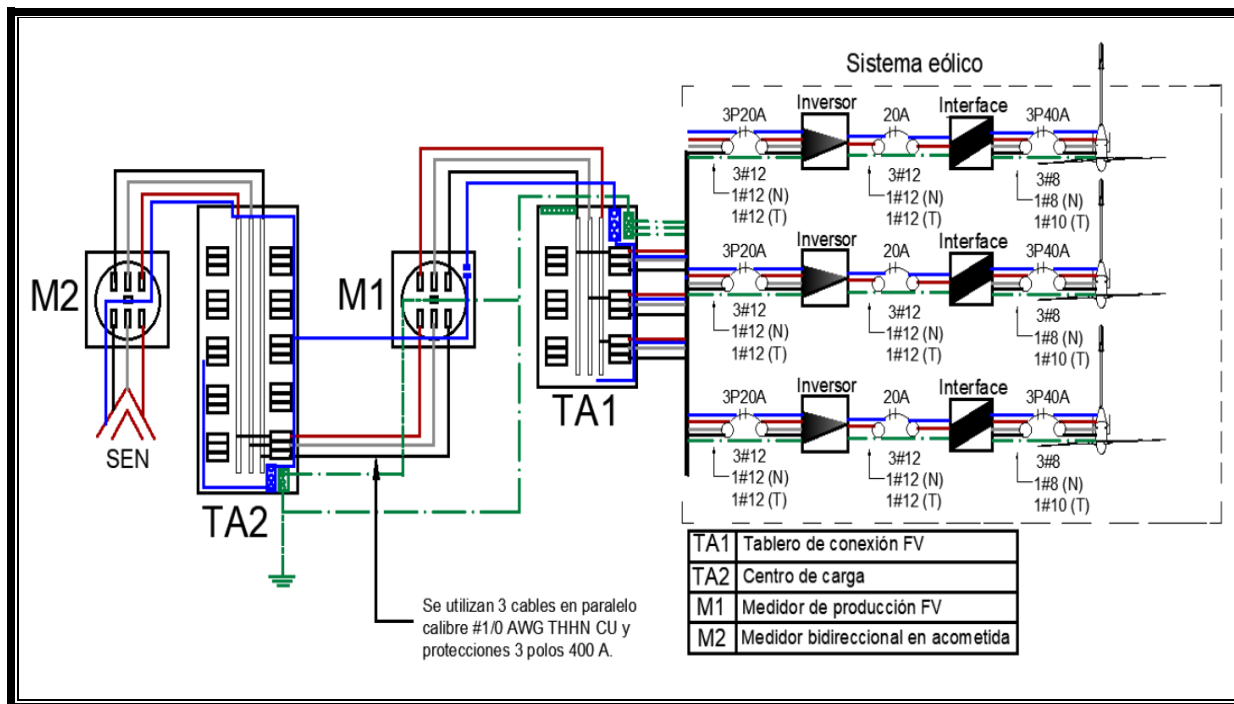 Sistema eólico
3P20A
Inversor
20A
Interface
3P40A
3#12
1#12 (N)
1#12 (T)
3#12
1#12 (N)
1#12 (T)
3#8
1#8 (N)
1#10 (T)
3P20A
Inversor
20A
Interface
3P40A
3#12
1#12 (N)
1#12 (T)
3#12
1#12 (N)
1#12 (T)
3#8
1#8 (N)
1#10 (T)
3P20A
Inversor
20A
Interface
3P40A
3#12
1#12 (N)
1#12 (T)
3#12
1#12 (N)
1#12 (T)
3#8
1#8 (N)
1#10 (T)
M2
M1
SEN
TA2
TA1
Se utilizan 3 cables en paralelo
calibre #1/0 AWG THHN CU y
protecciones 3 polos 400 A.
TA1 Tablero de conexión FV
TA2 Centro de carga
M1 Medidor de producción FV
M2 Medidor bidireccional en acometida